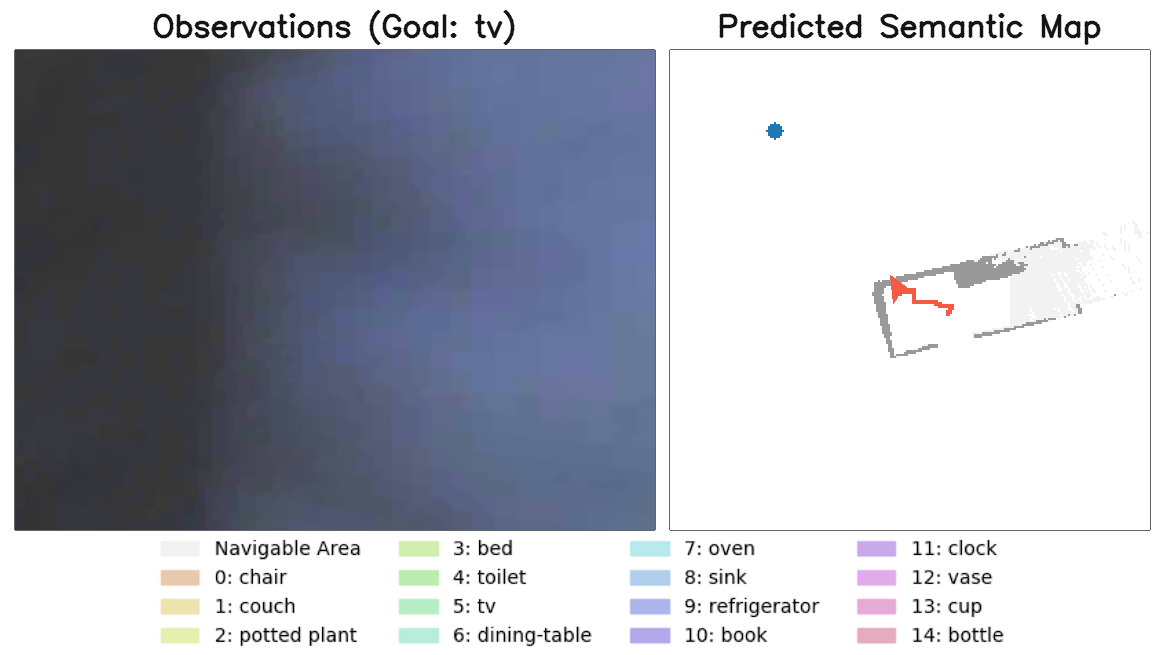 Observations (Goal: tv)
Predicted Semantic Map
Navigable Area
0: chair
1: couch
2: potted plant
3: bed
4: toilet
5: tv
6: dining-table
7: oven
8: sink
9: refrigerator
10: book
11: clock
12: vase
13: cup
14: bottle